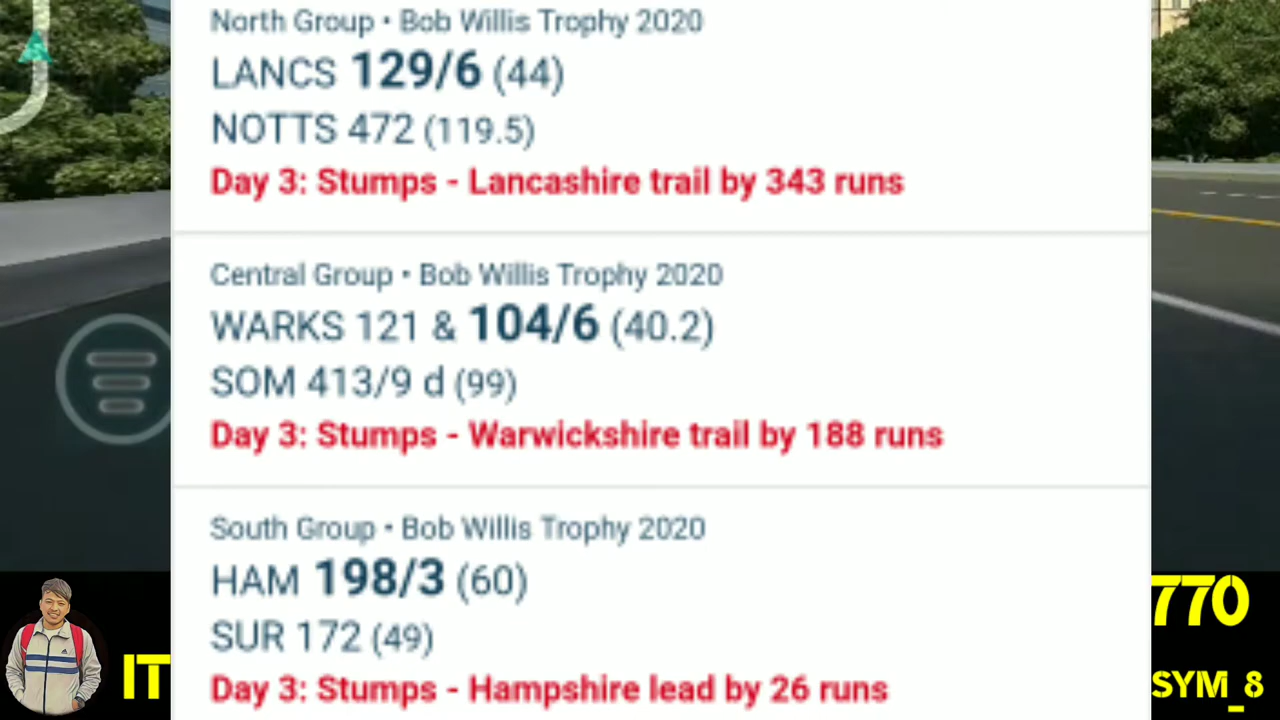 North Group • Bob Willis Trophy 2020
LANCS 129/6 (44)
NOTTS 472 (119.5)
Day 3: Stumps - Lancashire trail by 343 runs
Central Group • Bob Willis Trophy 2020
WARKS 121 & 104/6 (40.2)
SOM 413/9 d (99)
Day 3: Stumps - Warwickshire trail by 188 runs
South Group • Bob Willis Trophy 2020
HAM 198/3 (60)
SUR 172 (49)
Day 3: Stumps - Hampshire lead by 26 runs
770
IT
SYM_8